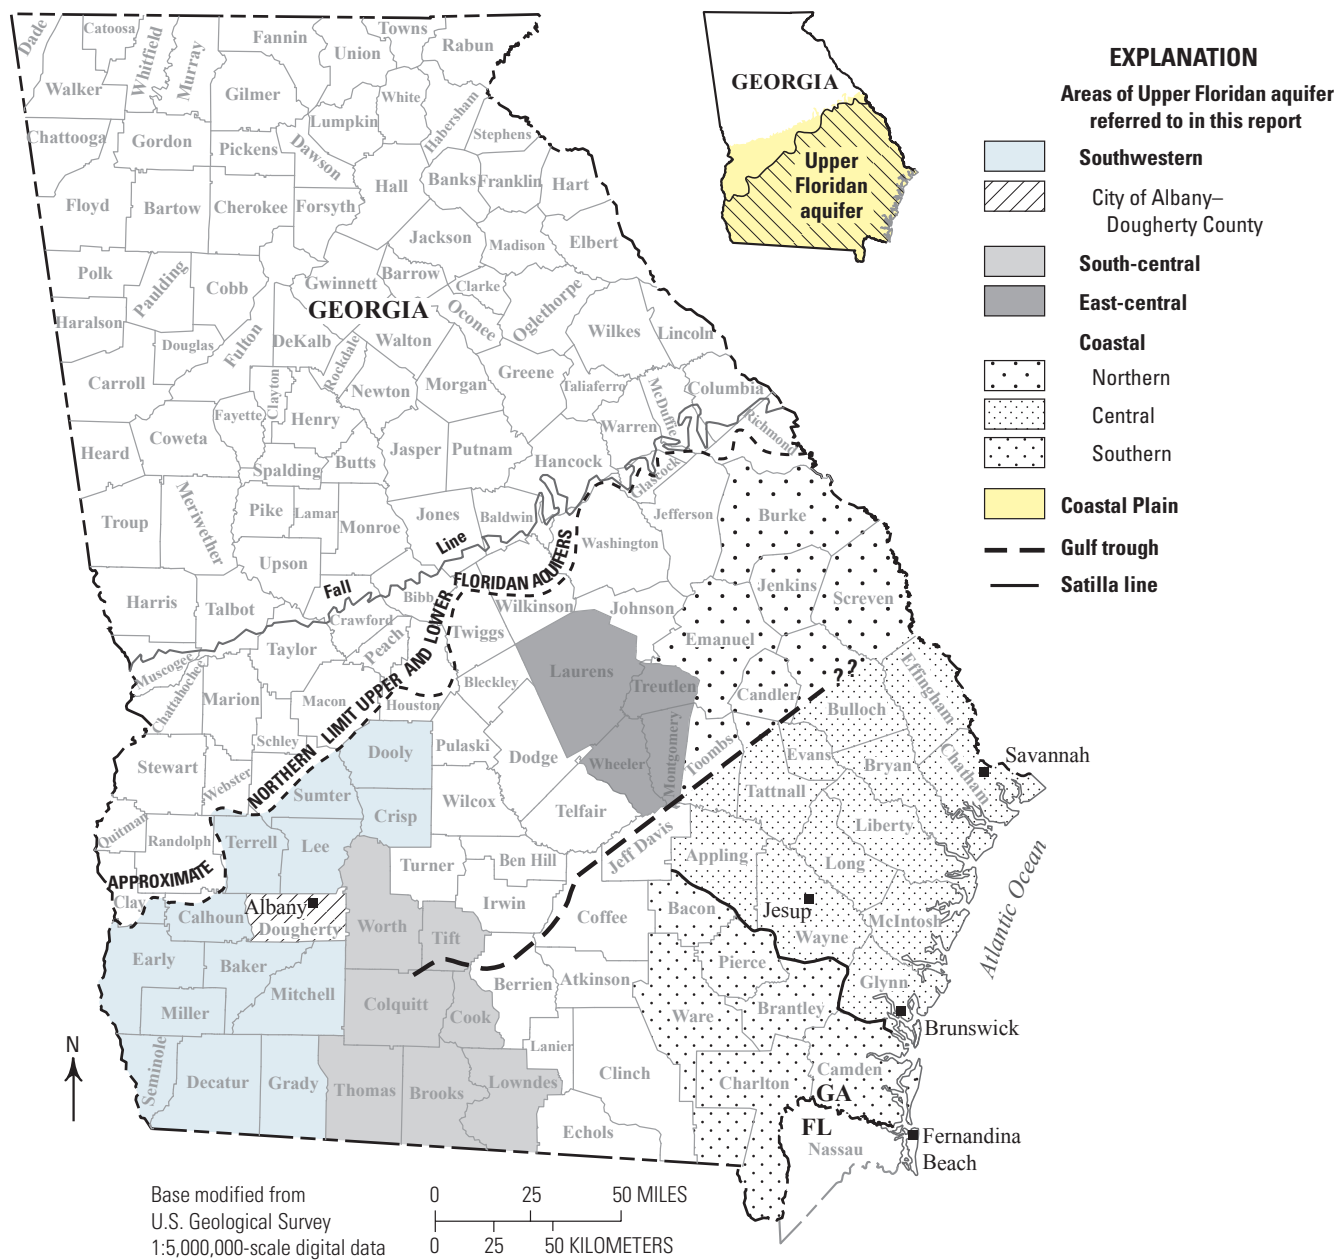 Dade
Catoosa
Whitfield
Murray
Fannin
Union
Towns
Rabun
Walker
Gilmer
White
Habersham
Lumpkin
Stephens
Chattooga
Gordon
Pickens
Dawson
Hall
Banks
Franklin
Hart
Floyd
Bartow
Cherokee
Forsyth
Jackson
Madison
Elbert
Polk
Paulding
Cobb
Gwinnett
Barrow
Clarke
Oconee
Oglethorpe
Wilkes
Lincoln
GEORGIA
Haralson
Douglas
Fulton
DeKalb
Rockdale
Walton
Carroll
Clayton
Newton
Morgan
Greene
Taliaferro
McDuffie
Columbia
Fayette
Henry
Coweta
Heard
Spalding
Butts
Jasper
Putnam
Hancock
Warren
Richmond
Glascock
Troup
Meriwether
Pike
Lamar
Monroe
Jones
Baldwin
Jefferson
Burke
Washington
Upson
Fall
Line
Harris
Talbot
Crawford
Bibb
Wilkinson
Johnson
Jenkins
Screven
Emanuel
Twiggs
Peach
Taylor
Muscogee
Chattahochee
Marion
Macon
Houston
Bleckley
Laurens
Treutlen
Candler
? ?
Bulloch
Effingham
Schley
Dooly
Pulaski
Dodge
Wheeler
Montgomery
Toombs
Evans
Bryan
Chatham
Savannah
Stewart
Webster
Sumter
Crisp
Wilcox
Telfair
Tattnall
Liberty
Quitman
Randolph
Terrell
Lee
Turner
Ben Hill
Jeff Davis
Appling
Long
APPROXIMATE
NORTHERN LIMIT UPPER AND LOWER
FLORIDAN AQUIFERS
Clay
Calhoun
Albany
Dougherty
Worth
Tift
Irwin
Coffee
Bacon
Jesup
Wayne
McIntosh
Atlantic Ocean
Early
Baker
Mitchell
Colquitt
Cook
Berrien
Atkinson
Pierce
Glynn
Miller
Ware
Brantley
Brunswick
Seminole
Decatur
Grady
Thomas
Brooks
Lowndes
Lanier
Clinch
Charlton
Camden
GA
Echols
FL
Nassau
Fernandina
Beach
N
Base modified from
U.S. Geological Survey
1:5,000,000-scale digital data
0 25 50 MILES
0 25 50 KILOMETERS
GEORGIA
Upper
Floridan
aquifer
EXPLANATION
Areas of Upper Floridan aquifer
referred to in this report
Southwestern
City of Albany–
Dougherty County
South-central
East-central
Coastal
Northern
Central
Southern
Coastal Plain
Gulf trough
Satilla line